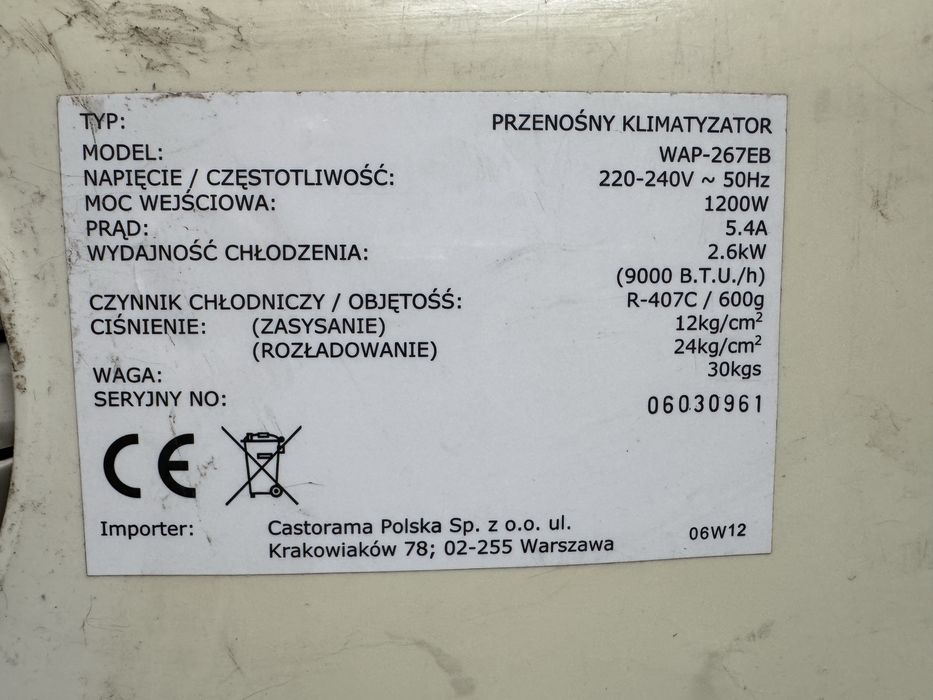 TYP: PRZENOŚNY KLIMATYZATOR
MODEL: WAP-267EB
NAPIĘCIE / CZĘSTOTLIWOŚĆ: 220-240V ~ 50Hz
MOC WEJŚCIOWA: 1200W
PRĄD: 5.4A
WYDAJNOŚĆ CHŁODZENIA: 2.6kW
(9000 B.T.U./h)
CZYNNIK CHŁODNICZY / OBJĘTOŚŚ: R-407C / 600g
CIŚNIENIE: (ZASYSANIE) 12kg/cm²
(ROZŁADOWANIE) 24kg/cm²
WAGA: 30kgs
SERYJNY NO: 06030961
CE
Importer: Castorama Polska Sp. z o.o. ul.
Krakowiaków 78; 02-255 Warszawa 06W12